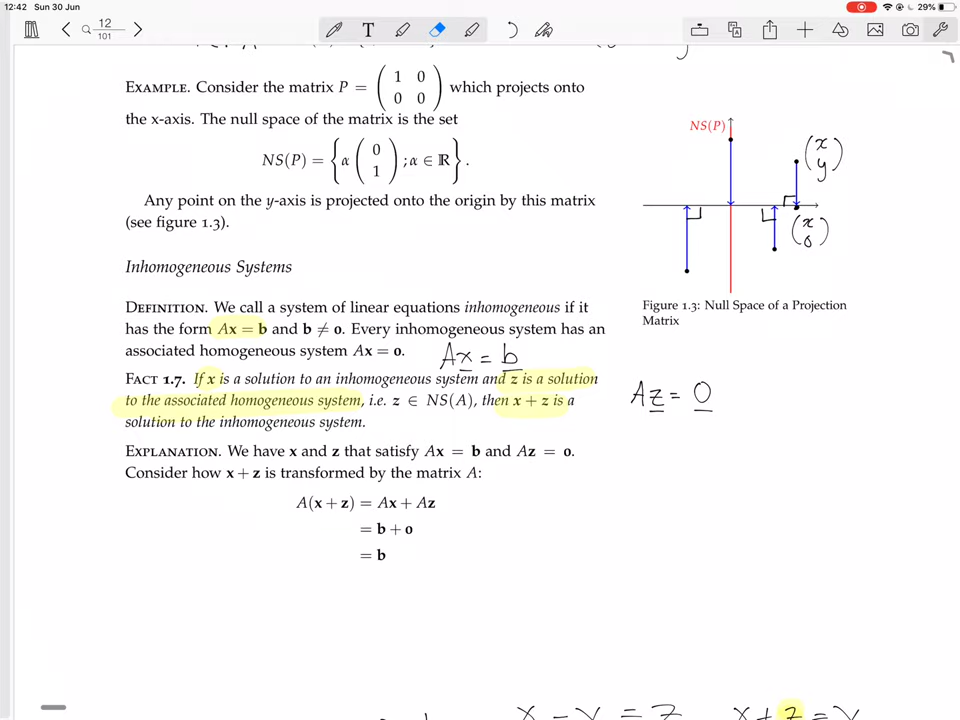 12:42 Sun 30 Jun
29%
12
101
T
EXAMPLE. Consider the matrix P = ( 1 0
0 0 ) which projects onto
the x-axis. The null space of the matrix is the set
NS(P) = { α ( 0
1 ) ; α ∈ ℝ } .
Any point on the y-axis is projected onto the origin by this matrix
(see figure 1.3).
NS(P)
( x
y )
( x
0 )
Figure 1.3: Null Space of a Projection
Matrix
Inhomogeneous Systems
DEFINITION. We call a system of linear equations inhomogeneous if it
has the form Ax = b and b ≠ 0. Every inhomogeneous system has an
associated homogeneous system Ax = 0.
Ax = b
FACT 1.7. If x is a solution to an inhomogeneous system and z is a solution
to the associated homogeneous system, i.e. z ∈ NS(A), then x + z is a
solution to the inhomogeneous system.
Az = 0
EXPLANATION. We have x and z that satisfy Ax = b and Az = 0.
Consider how x + z is transformed by the matrix A:
A(x + z) = Ax + Az
= b + 0
= b
x − y = z x + z = y